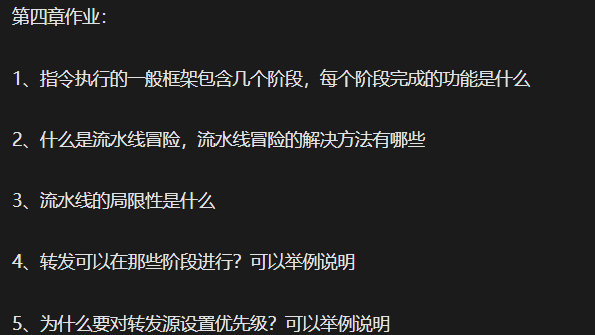 第四章作业：
1、指令执行的一般框架包含几个阶段，每个阶段完成的功能是什么
2、什么是流水线冒险，流水线冒险的解决方法有哪些
3、流水线的局限性是什么
4、转发可以在那些阶段进行？可以举例说明
5、为什么要对转发源设置优先级？可以举例说明